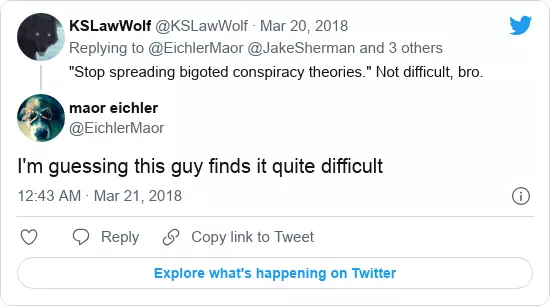 KSLawWolf @KSLawWolf · Mar 20, 2018
Replying to @EichlerMaor @JakeSherman and 3 others
"Stop spreading bigoted conspiracy theories." Not difficult, bro.
maor eichler
@EichlerMaor
I'm guessing this guy finds it quite difficult
12:43 AM · Mar 21, 2018
Reply
Copy link to Tweet
Explore what's happening on Twitter